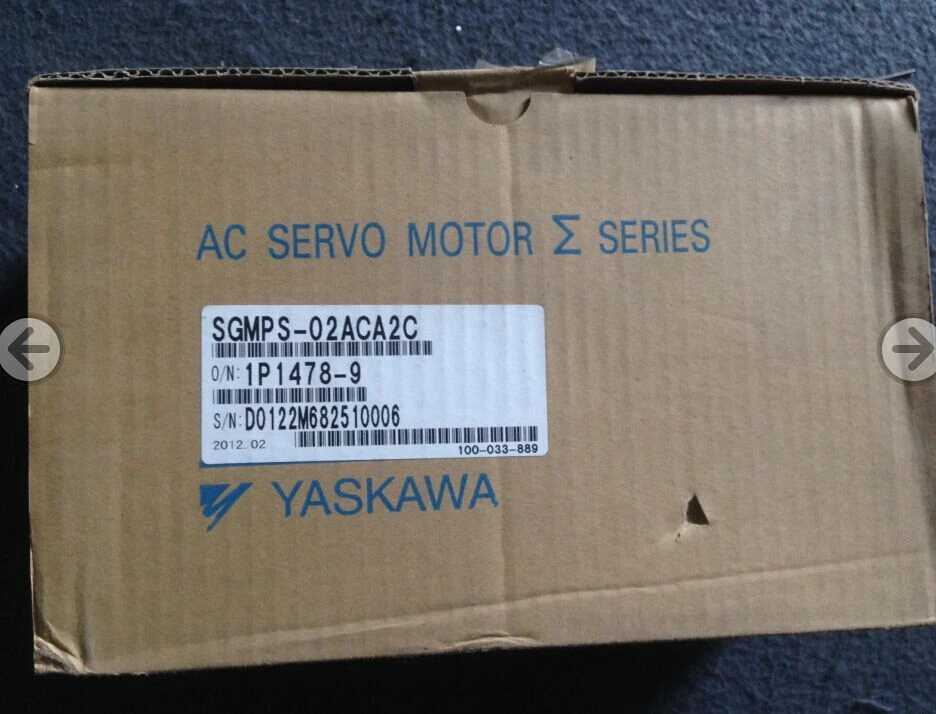 AC SERVO MOTOR Σ SERIES
SGMPS-02ACA2C
O/N: 1P1478-9
S/N: D0122M682510006
2012.02
100-033-889
YASKAWA